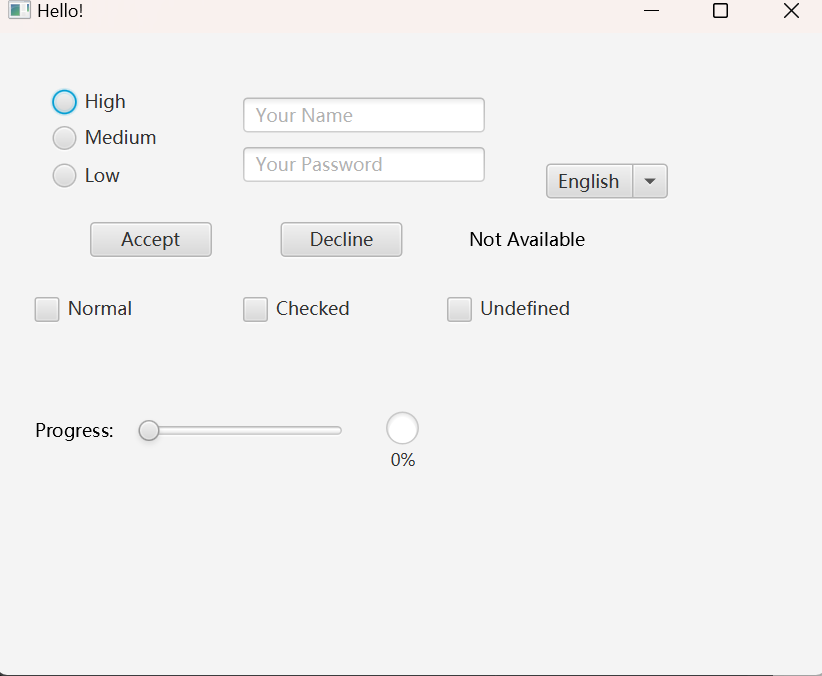 Hello!
High
Your Name
Medium
Your Password
Low
English
Accept
Decline
Not Available
Normal
Checked
Undefined
Progress:
0%